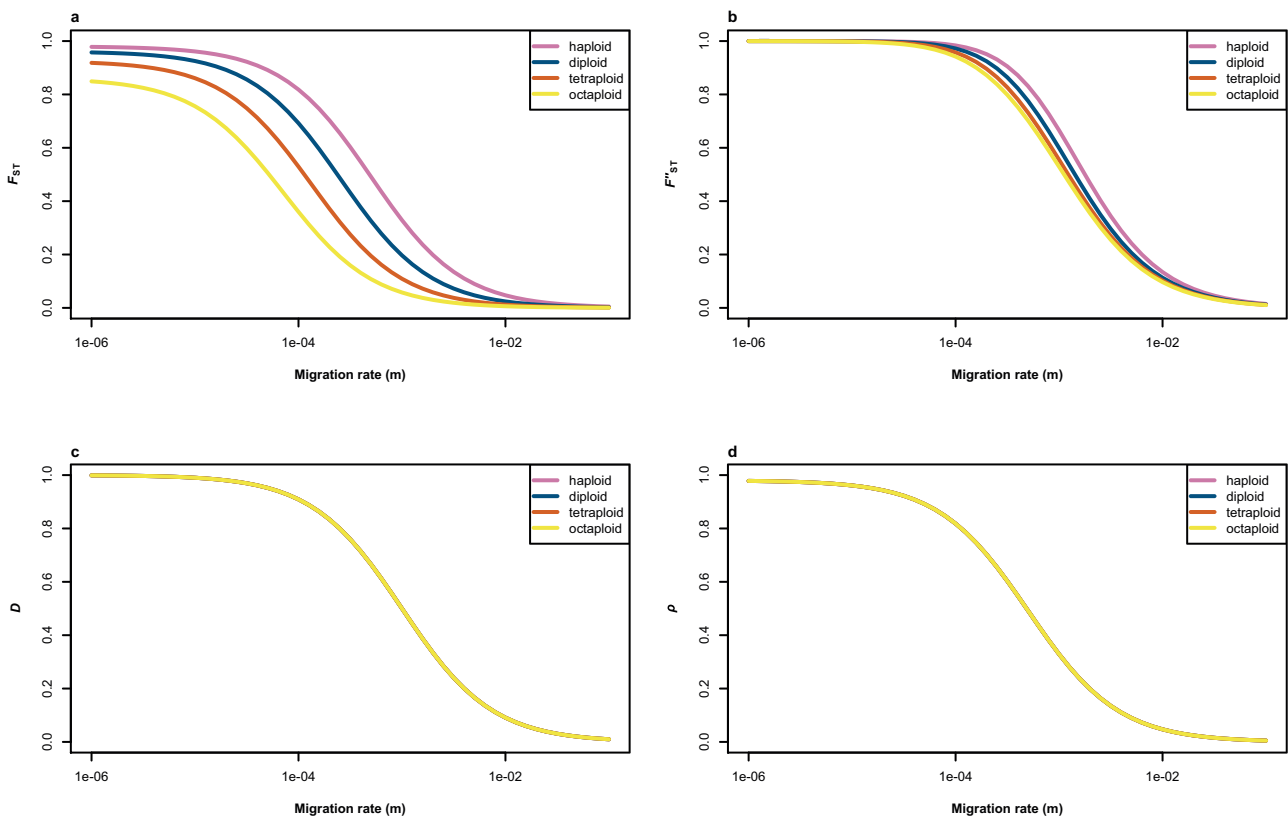 a
1.0
0.8
0.6
0.4
0.2
0.0
FST
haploid
diploid
tetraploid
octaploid
1e-06
1e-04
1e-02
Migration rate (m)
b
1.0
0.8
0.6
0.4
0.2
0.0
F″ST
haploid
diploid
tetraploid
octaploid
1e-06
1e-04
1e-02
Migration rate (m)
c
1.0
0.8
0.6
0.4
0.2
0.0
D
haploid
diploid
tetraploid
octaploid
1e-06
1e-04
1e-02
Migration rate (m)
d
1.0
0.8
0.6
0.4
0.2
0.0
ρ
haploid
diploid
tetraploid
octaploid
1e-06
1e-04
1e-02
Migration rate (m)